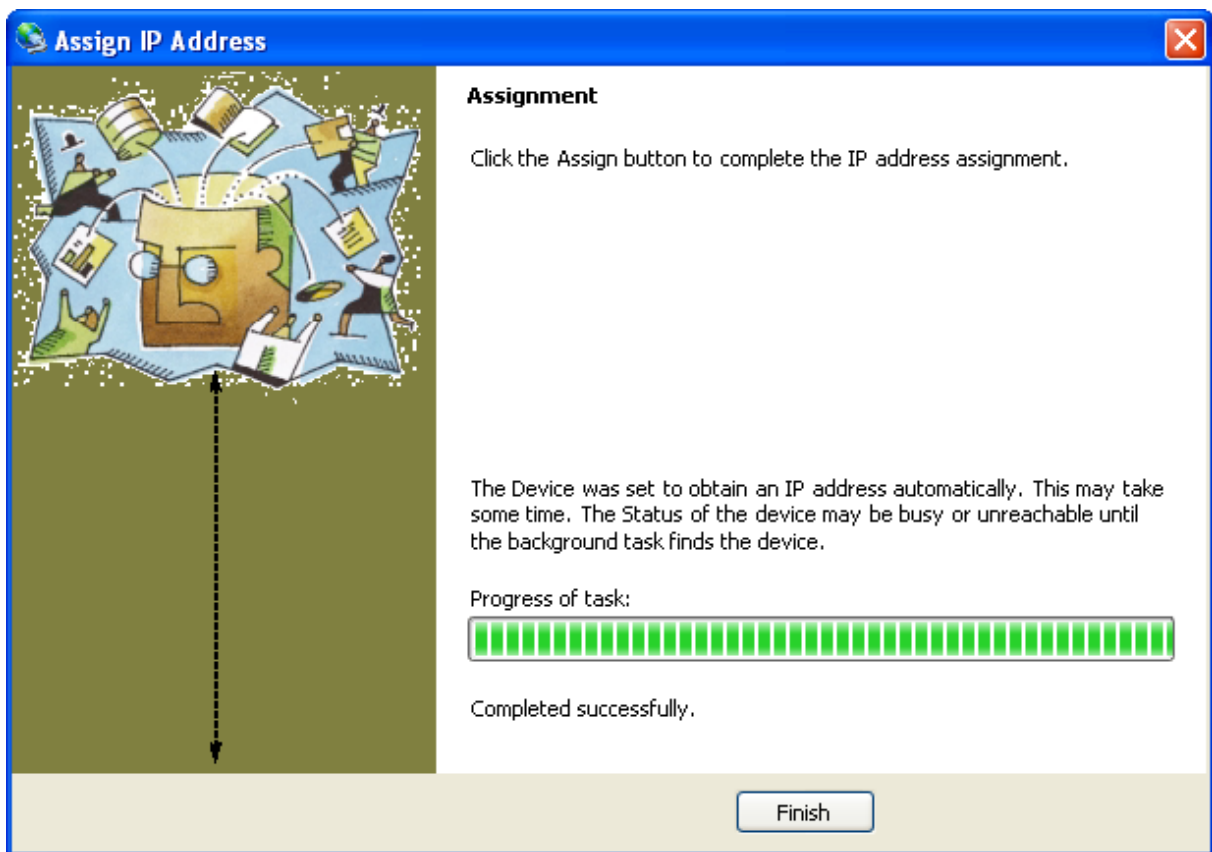 Assign IP Address
Assignment
Click the Assign button to complete the IP address assignment.
The Device was set to obtain an IP address automatically. This may take
some time. The Status of the device may be busy or unreachable until
the background task finds the device.
Progress of task:
Completed successfully.
Finish